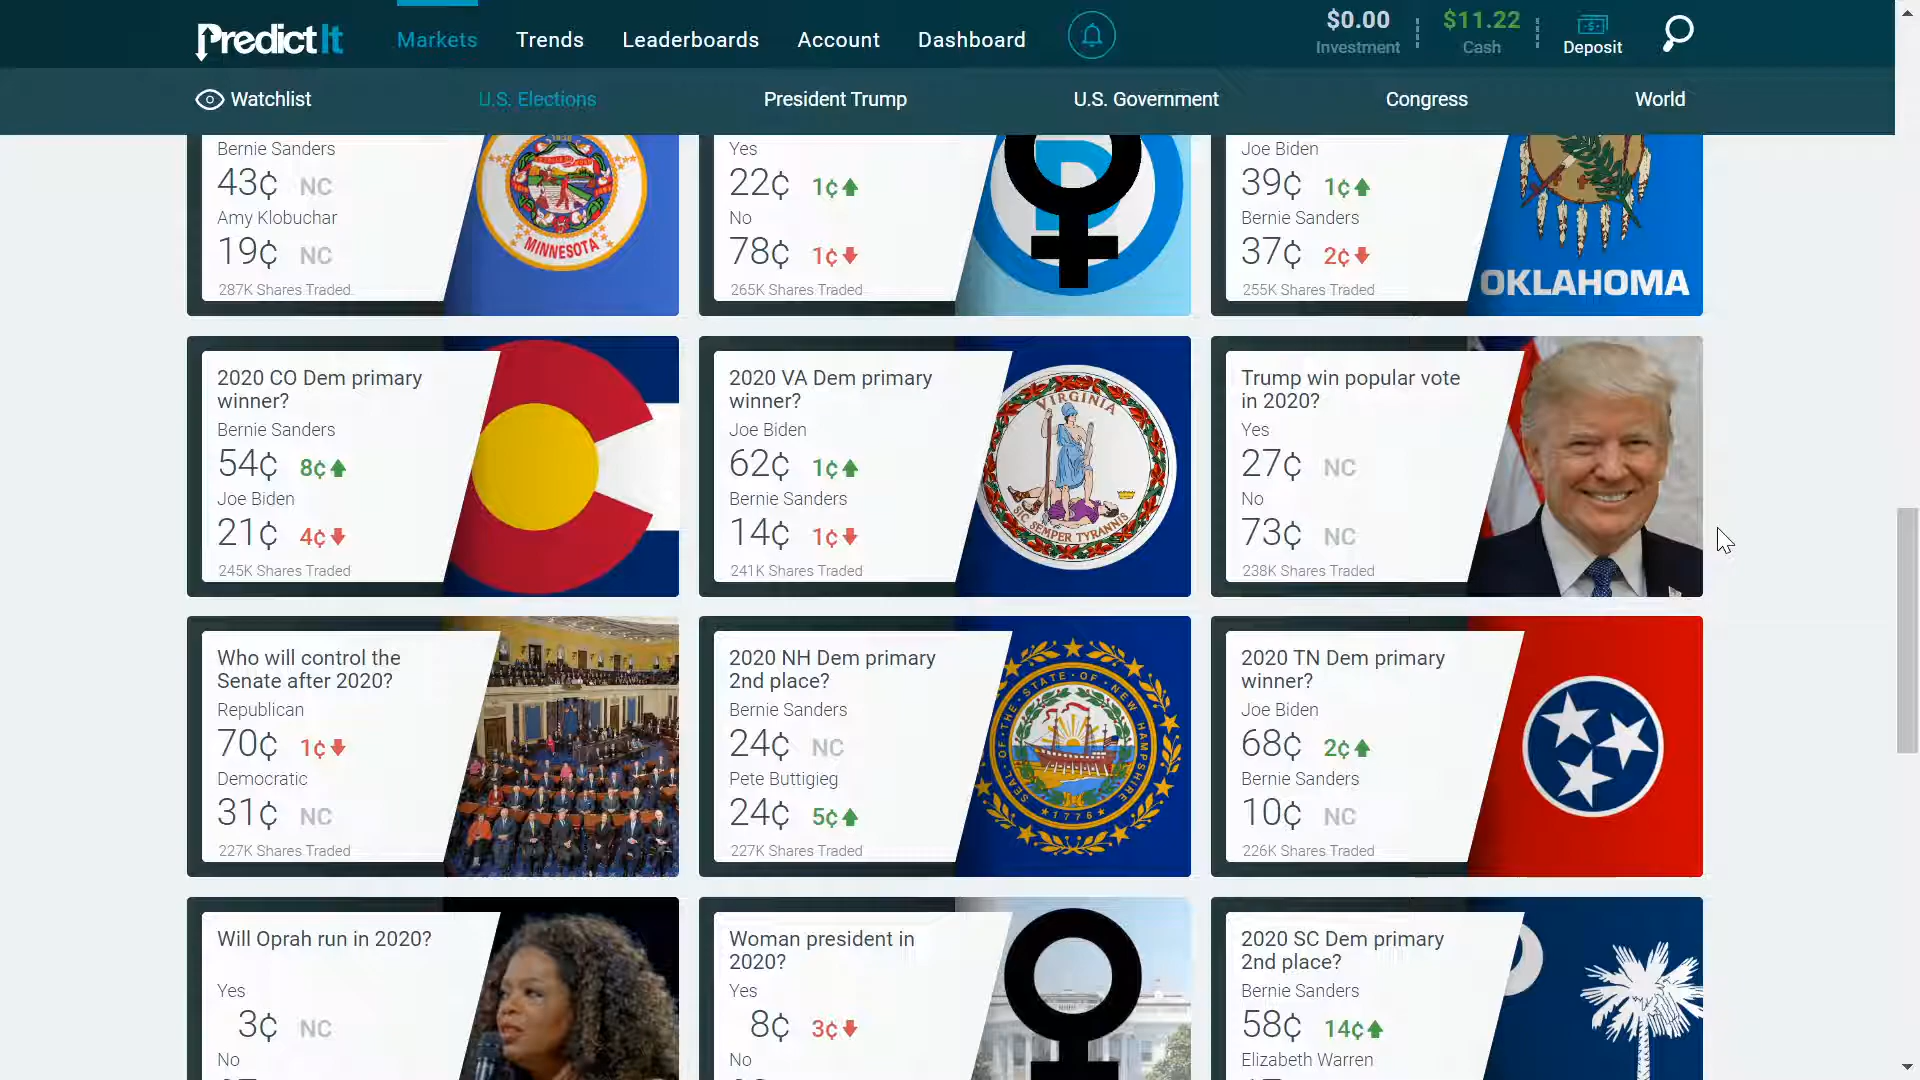 PredictIt
Markets
Trends
Leaderboards
Account
Dashboard
$0.00
Investment
$11.22
Cash
Deposit
Watchlist
U.S. Elections
President Trump
U.S. Government
Congress
World
Bernie Sanders
43¢ NC
Amy Klobuchar
19¢ NC
287K Shares Traded
1858
MINNESOTA
Yes
22¢ 1¢
No
78¢ 1¢
265K Shares Traded
Joe Biden
39¢ 1¢
Bernie Sanders
37¢ 2¢
255K Shares Traded
OKLAHOMA
2020 CO Dem primary
winner?
Bernie Sanders
54¢ 8¢
Joe Biden
21¢ 4¢
245K Shares Traded
2020 VA Dem primary
winner?
Joe Biden
62¢ 1¢
Bernie Sanders
14¢ 1¢
241K Shares Traded
VIRGINIA
SIC SEMPER TYRANNIS
Trump win popular vote
in 2020?
Yes
27¢ NC
No
73¢ NC
238K Shares Traded
Who will control the
Senate after 2020?
Republican
70¢ 1¢
Democratic
31¢ NC
227K Shares Traded
2020 NH Dem primary
2nd place?
Bernie Sanders
24¢ NC
Pete Buttigieg
24¢ 5¢
227K Shares Traded
SEAL · OF · THE · STATE · OF · NEW HAMPSHIRE
1776
2020 TN Dem primary
winner?
Joe Biden
68¢ 2¢
Bernie Sanders
10¢ NC
226K Shares Traded
Will Oprah run in 2020?
Yes
3¢ NC
No
Woman president in
2020?
Yes
8¢ 3¢
No
2020 SC Dem primary
2nd place?
Bernie Sanders
58¢ 14¢
Elizabeth Warren